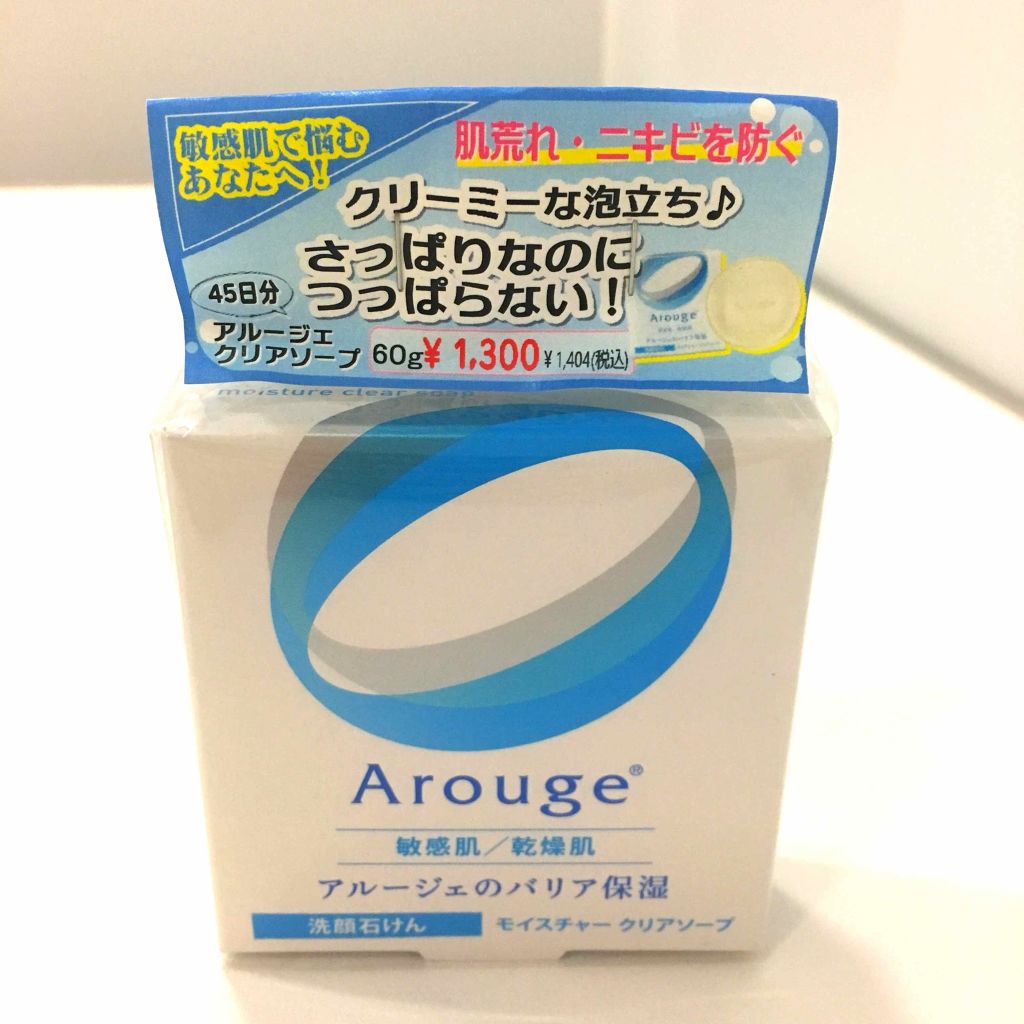 敏感肌で悩む
あなたへ!
肌荒れ・ニキビを防ぐ
クリーミーな泡立ち♪
さっぱりなのに
つっぱらない!
45日分
アルージェ
クリアソープ
60g¥1,300 ¥1,404(税込)
Arouge
moisture clear soap
Arouge®
敏感肌/乾燥肌
アルージェのバリア保湿
洗顔石けん モイスチャー クリアソープ